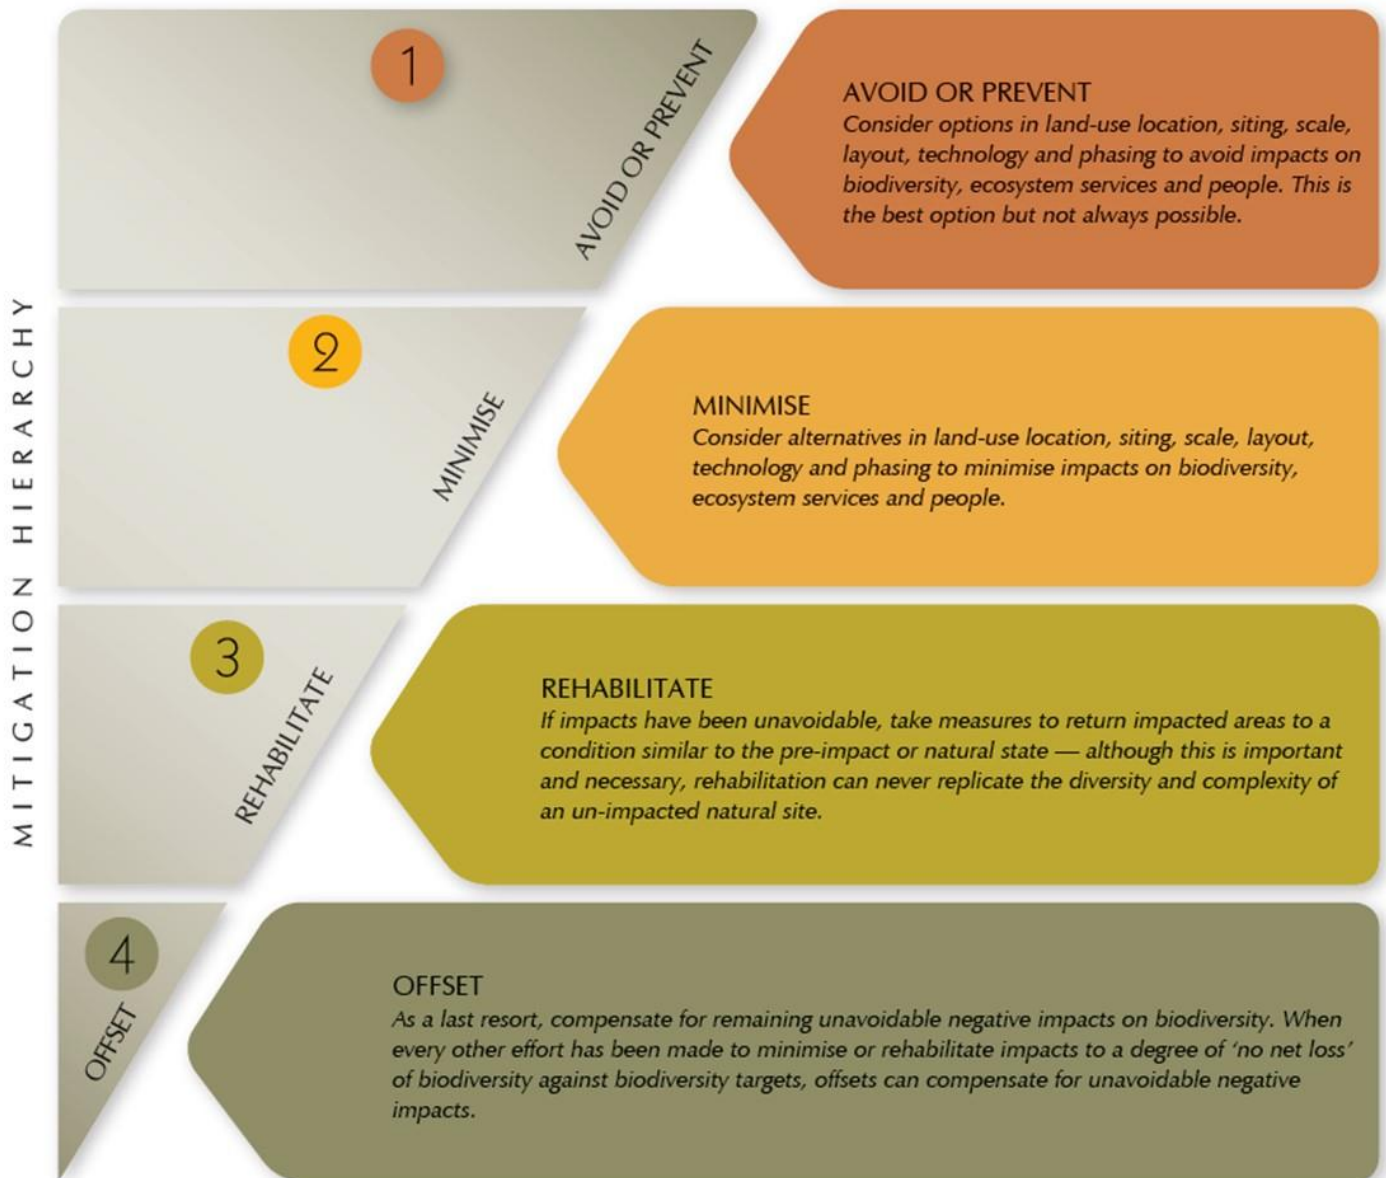 MITIGATION HIERARCHY
1
AVOID OR PREVENT
AVOID OR PREVENT
Consider options in land-use location, siting, scale,
layout, technology and phasing to avoid impacts on
biodiversity, ecosystem services and people. This is
the best option but not always possible.
2
MINIMISE
MINIMISE
Consider alternatives in land-use location, siting, scale, layout,
technology and phasing to minimise impacts on biodiversity,
ecosystem services and people.
3
REHABILITATE
REHABILITATE
If impacts have been unavoidable, take measures to return impacted areas to a
condition similar to the pre-impact or natural state — although this is important
and necessary, rehabilitation can never replicate the diversity and complexity of
an un-impacted natural site.
4
OFFSET
OFFSET
As a last resort, compensate for remaining unavoidable negative impacts on biodiversity. When
every other effort has been made to minimise or rehabilitate impacts to a degree of ‘no net loss’
of biodiversity against biodiversity targets, offsets can compensate for unavoidable negative
impacts.